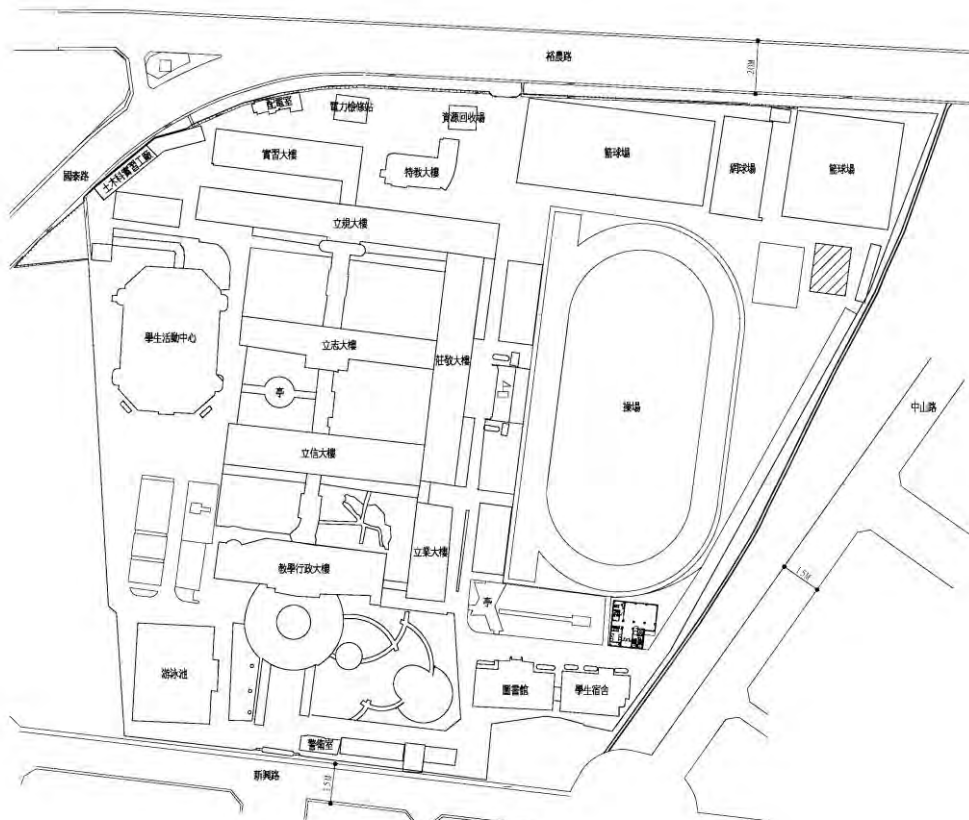 裕農路
20M
配電室
電力檢修站
資源回收場
國泰路
土木科實習工廠
實習大樓
特教大樓
籃球場
網球場
籃球場
立規大樓
學生活動中心
立志大樓
莊敬大樓
亭
操場
中山路
立信大樓
立業大樓
教學行政大樓
15M
亭
游泳池
圖書館
學生宿舍
警衛室
新興路
15M